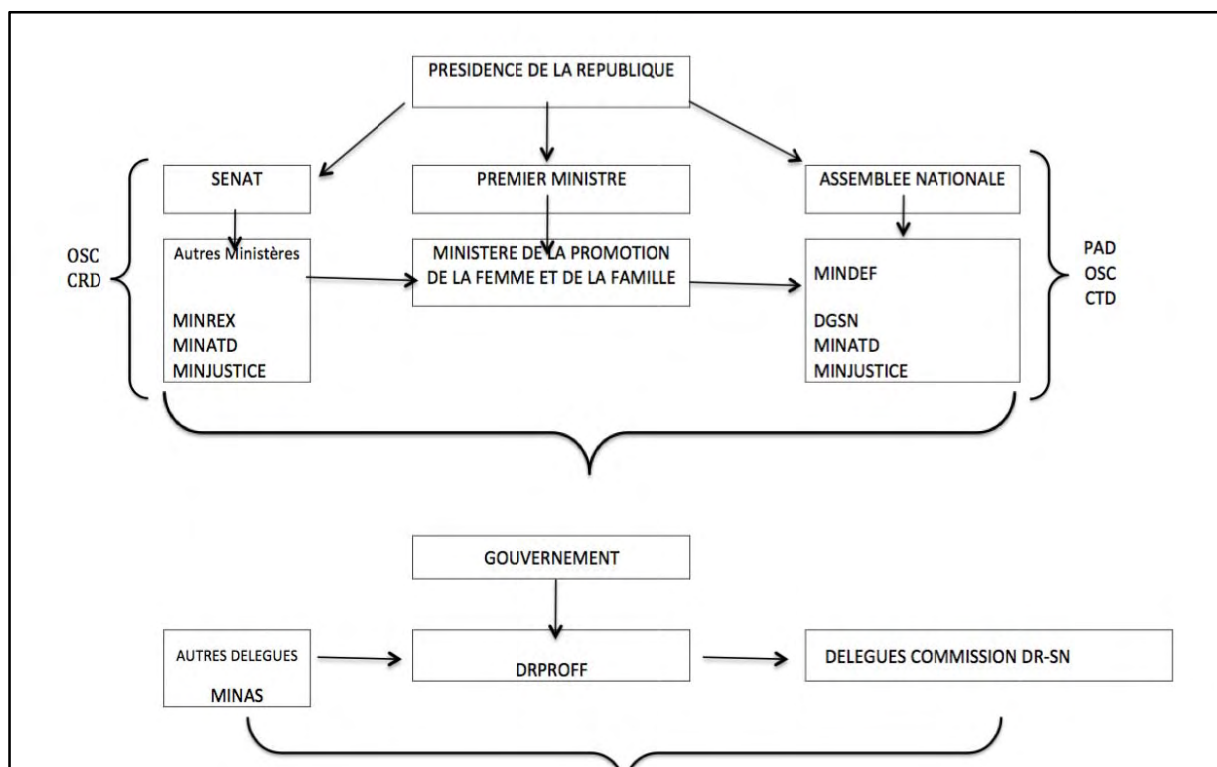 PRESIDENCE DE LA REPUBLIQUE
SENAT
PREMIER MINISTRE
ASSEMBLEE NATIONALE
OSC
CRD
Autres Ministères
MINREX
MINATD
MINJUSTICE
MINISTERE DE LA PROMOTION
DE LA FEMME ET DE LA FAMILLE
MINDEF
DGSN
MINATD
MINJUSTICE
PAD
OSC
CTD
GOUVERNEMENT
AUTRES DELEGUES
MINAS
DRPROFF
DELEGUES COMMISSION DR-SN